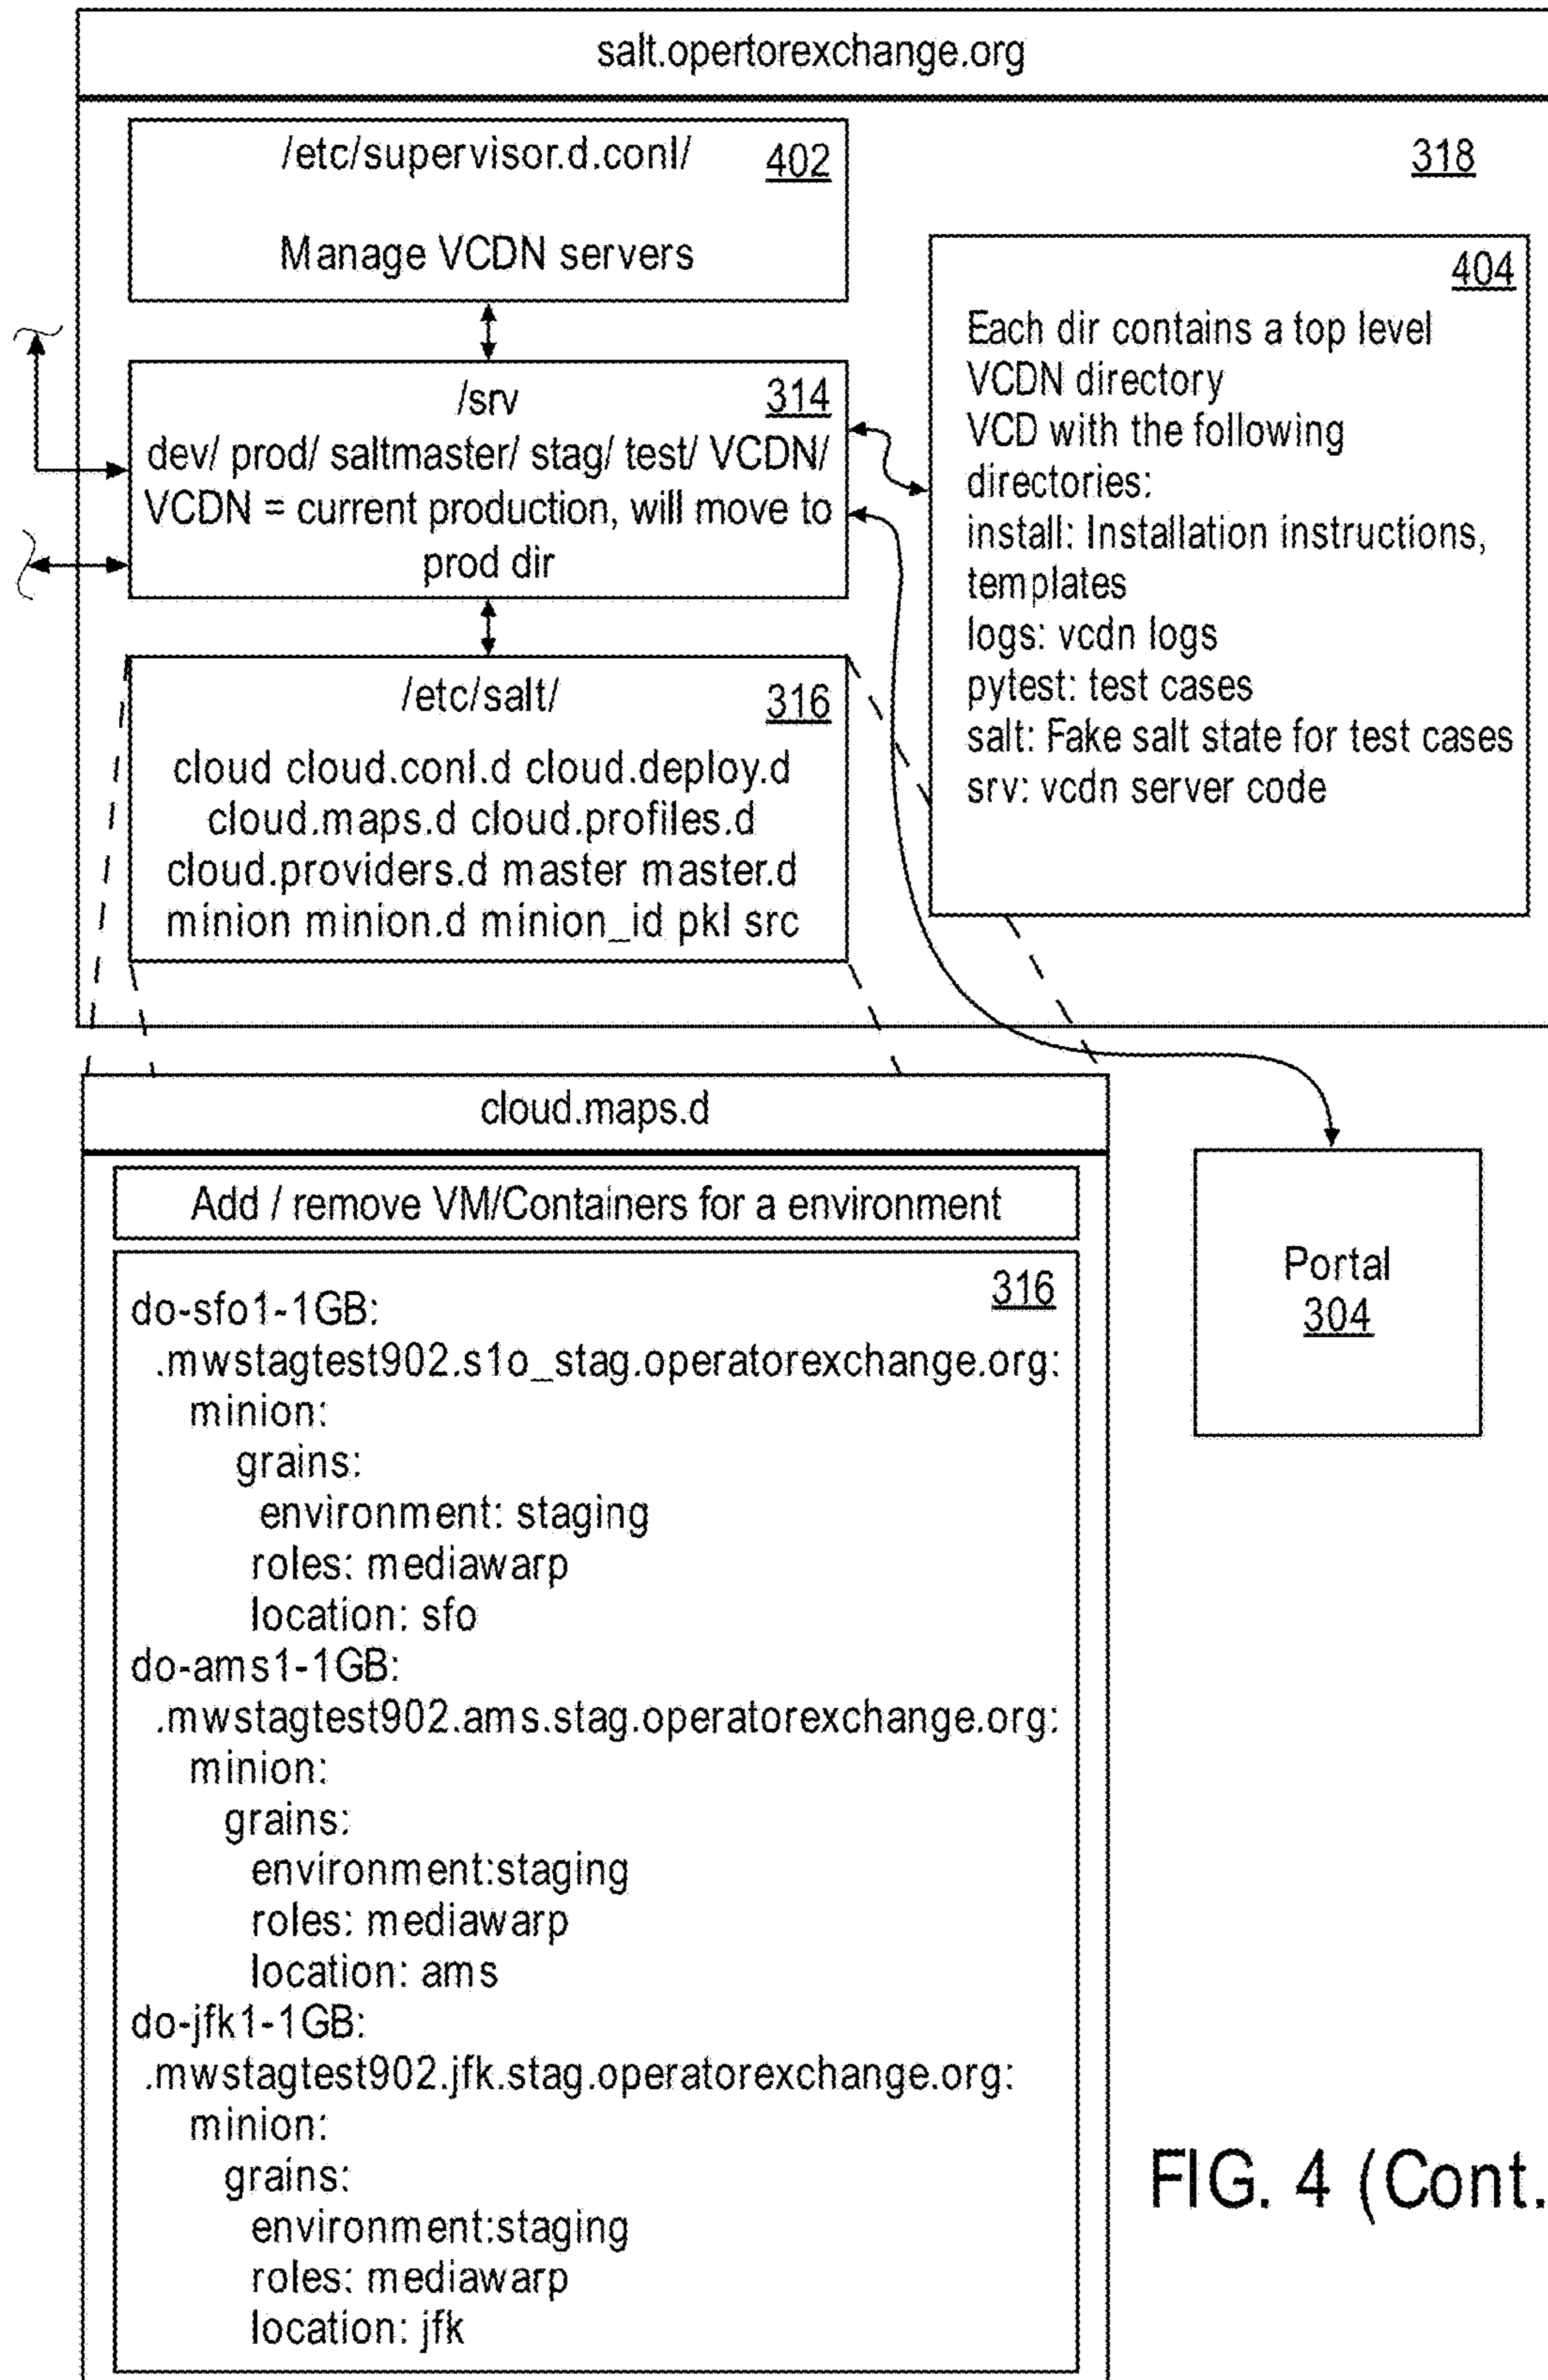 salt.opertorexchange.org
318
/etc/supervisor.d.conl/ 402
Manage VCDN servers
/srv 314
dev/ prod/ saltmaster/ stag/ test/ VCDN/
VCDN = current production, will move to
prod dir
/etc/salt/ 316
cloud cloud.conl.d cloud.deploy.d
cloud.maps.d cloud.profiles.d
cloud.providers.d master master.d
minion minion.d minion_id pkl src
404
Each dir contains a top level
VCDN directory
VCD with the following
directories:
install: Installation instructions,
templates
logs: vcdn logs
pytest: test cases
salt: Fake salt state for test cases
srv: vcdn server code
cloud.maps.d
Add / remove VM/Containers for a environment
316
do-sfo1-1GB:
.mwstagtest902.s1o_stag.operatorexchange.org:
minion:
grains:
environment: staging
roles: mediawarp
location: sfo
do-ams1-1GB:
.mwstagtest902.ams.stag.operatorexchange.org:
minion:
grains:
environment:staging
roles: mediawarp
location: ams
do-jfk1-1GB:
.mwstagtest902.jfk.stag.operatorexchange.org:
minion:
grains:
environment:staging
roles: mediawarp
location: jfk
Portal
304
FIG. 4 (Cont.